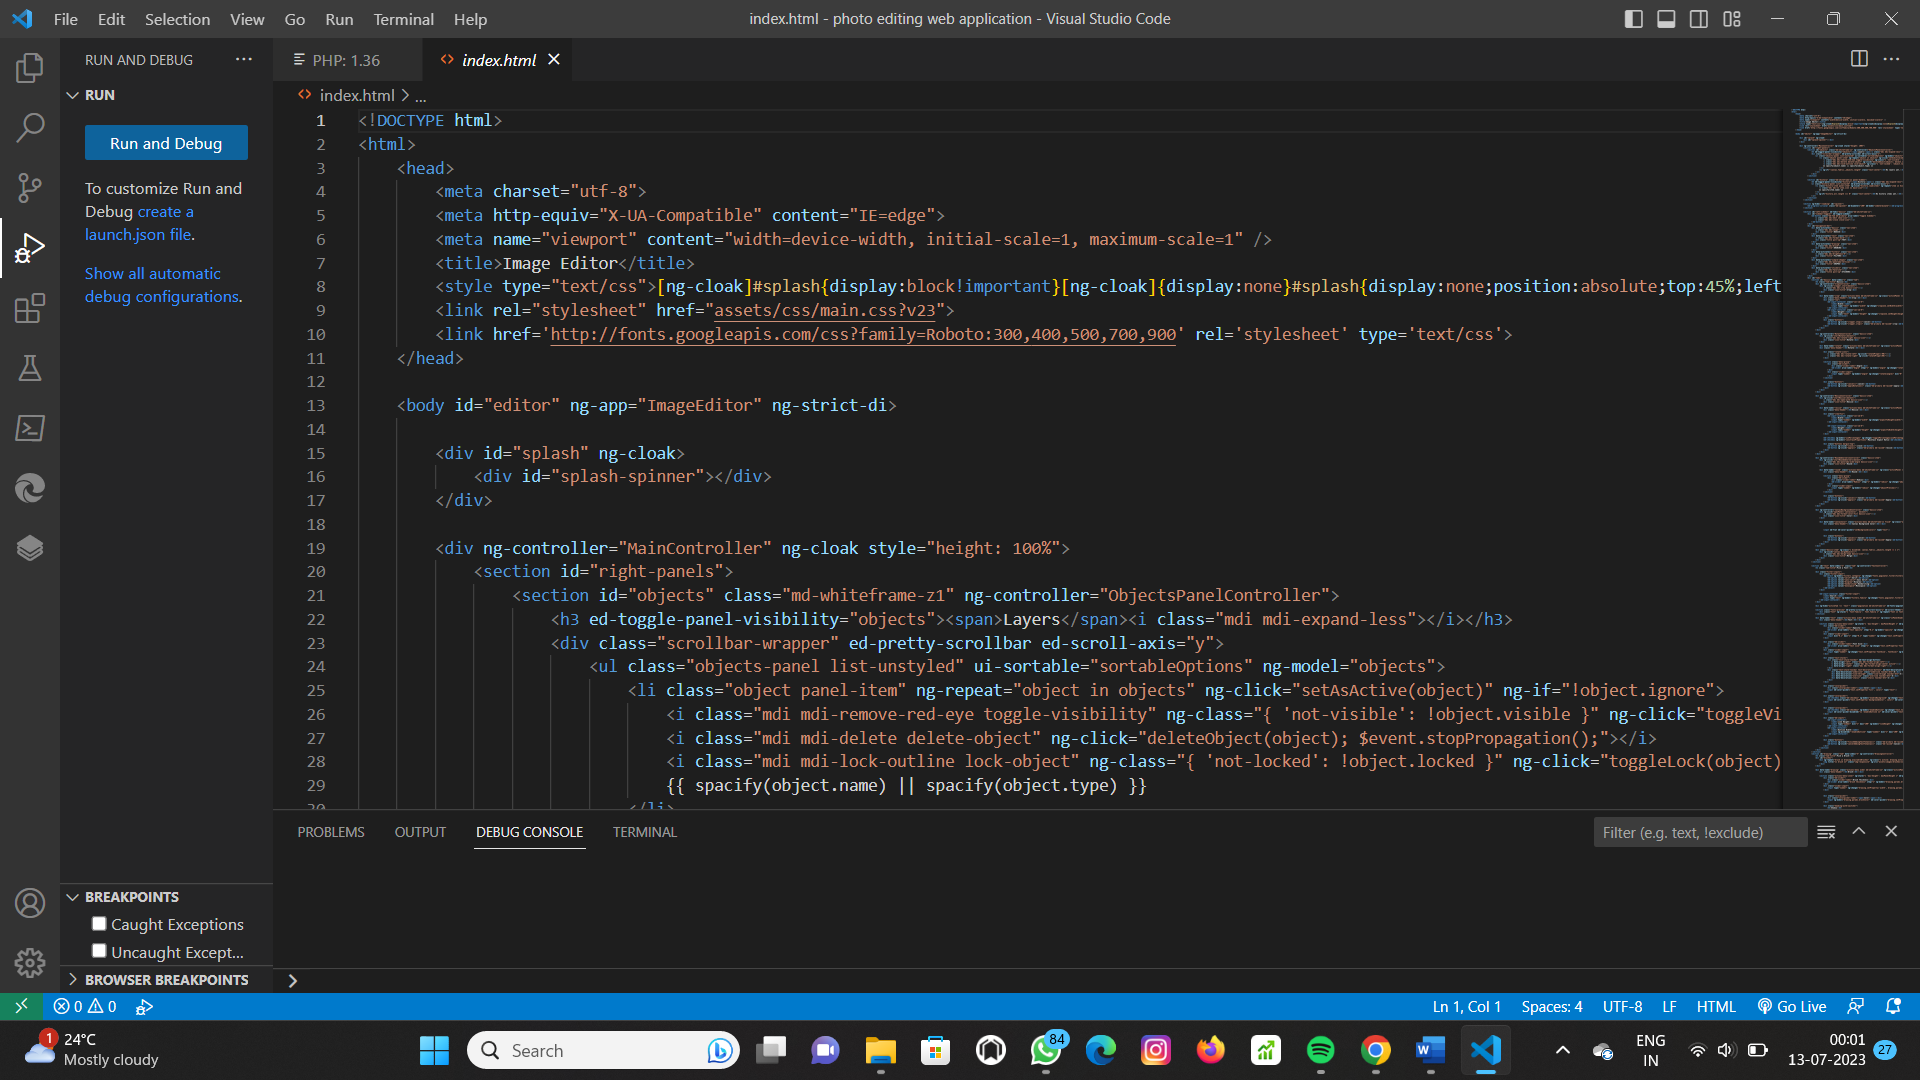 File Edit Selection View Go Run Terminal Help
index.html - photo editing web application - Visual Studio Code
RUN AND DEBUG ···
RUN
Run and Debug
To customize Run and
Debug create a
launch.json file.
Show all automatic
debug configurations.
PHP: 1.36
<> index.html
<> index.html > ...
1 <!DOCTYPE html>
2 <html>
3 <head>
4 <meta charset="utf-8">
5 <meta http-equiv="X-UA-Compatible" content="IE=edge">
6 <meta name="viewport" content="width=device-width, initial-scale=1, maximum-scale=1" />
7 <title>Image Editor</title>
8 <style type="text/css">[ng-cloak]#splash{display:block!important}[ng-cloak]{display:none}#splash{display:none;position:absolute;top:45%;left
9 <link rel="stylesheet" href="assets/css/main.css?v23">
10 <link href='http://fonts.googleapis.com/css?family=Roboto:300,400,500,700,900' rel='stylesheet' type='text/css'>
11 </head>
12
13 <body id="editor" ng-app="ImageEditor" ng-strict-di>
14
15 <div id="splash" ng-cloak>
16 <div id="splash-spinner"></div>
17 </div>
18
19 <div ng-controller="MainController" ng-cloak style="height: 100%">
20 <section id="right-panels">
21 <section id="objects" class="md-whiteframe-z1" ng-controller="ObjectsPanelController">
22 <h3 ed-toggle-panel-visibility="objects"><span>Layers</span><i class="mdi mdi-expand-less"></i></h3>
23 <div class="scrollbar-wrapper" ed-pretty-scrollbar ed-scroll-axis="y">
24 <ul class="objects-panel list-unstyled" ui-sortable="sortableOptions" ng-model="objects">
25 <li class="object panel-item" ng-repeat="object in objects" ng-click="setAsActive(object)" ng-if="!object.ignore">
26 <i class="mdi mdi-remove-red-eye toggle-visibility" ng-class="{ 'not-visible': !object.visible }" ng-click="toggleVi
27 <i class="mdi mdi-delete delete-object" ng-click="deleteObject(object); $event.stopPropagation();"></i>
28 <i class="mdi mdi-lock-outline lock-object" ng-class="{ 'not-locked': !object.locked }" ng-click="toggleLock(object)
29 {{ spacify(object.name) || spacify(object.type) }}
30 </li>
PROBLEMS OUTPUT DEBUG CONSOLE TERMINAL
Filter (e.g. text, !exclude)
BREAKPOINTS
Caught Exceptions
Uncaught Except...
BROWSER BREAKPOINTS
0 0
Ln 1, Col 1 Spaces: 4 UTF-8 LF HTML Go Live
1
24°C
Mostly cloudy
Search
84
ENG
IN
00:01
13-07-2023
27